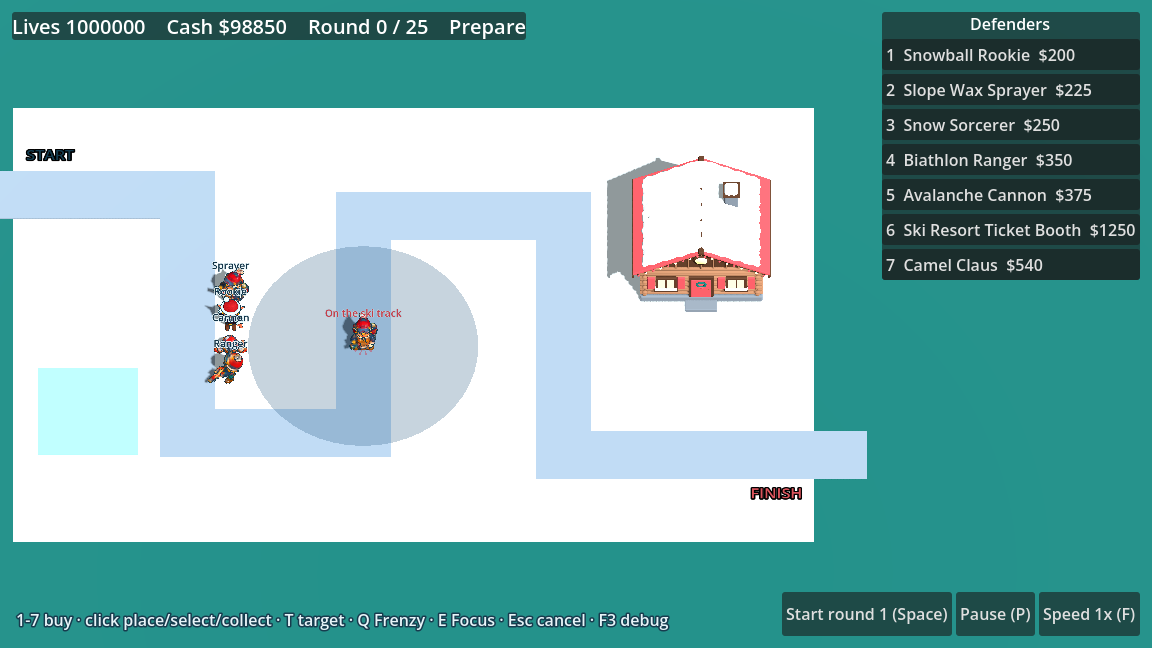 Lives 1000000 Cash $98850 Round 0 / 25 Prepare
Defenders
1 Snowball Rookie $200
2 Slope Wax Sprayer $225
3 Snow Sorcerer $250
4 Biathlon Ranger $350
5 Avalanche Cannon $375
6 Ski Resort Ticket Booth $1250
7 Camel Claus $540
START
Sprayer
Rookie
Cannon
Ranger
On the ski track
FINISH
1-7 buy · click place/select/collect · T target · Q Frenzy · E Focus · Esc cancel · F3 debug
Start round 1 (Space)
Pause (P)
Speed 1x (F)